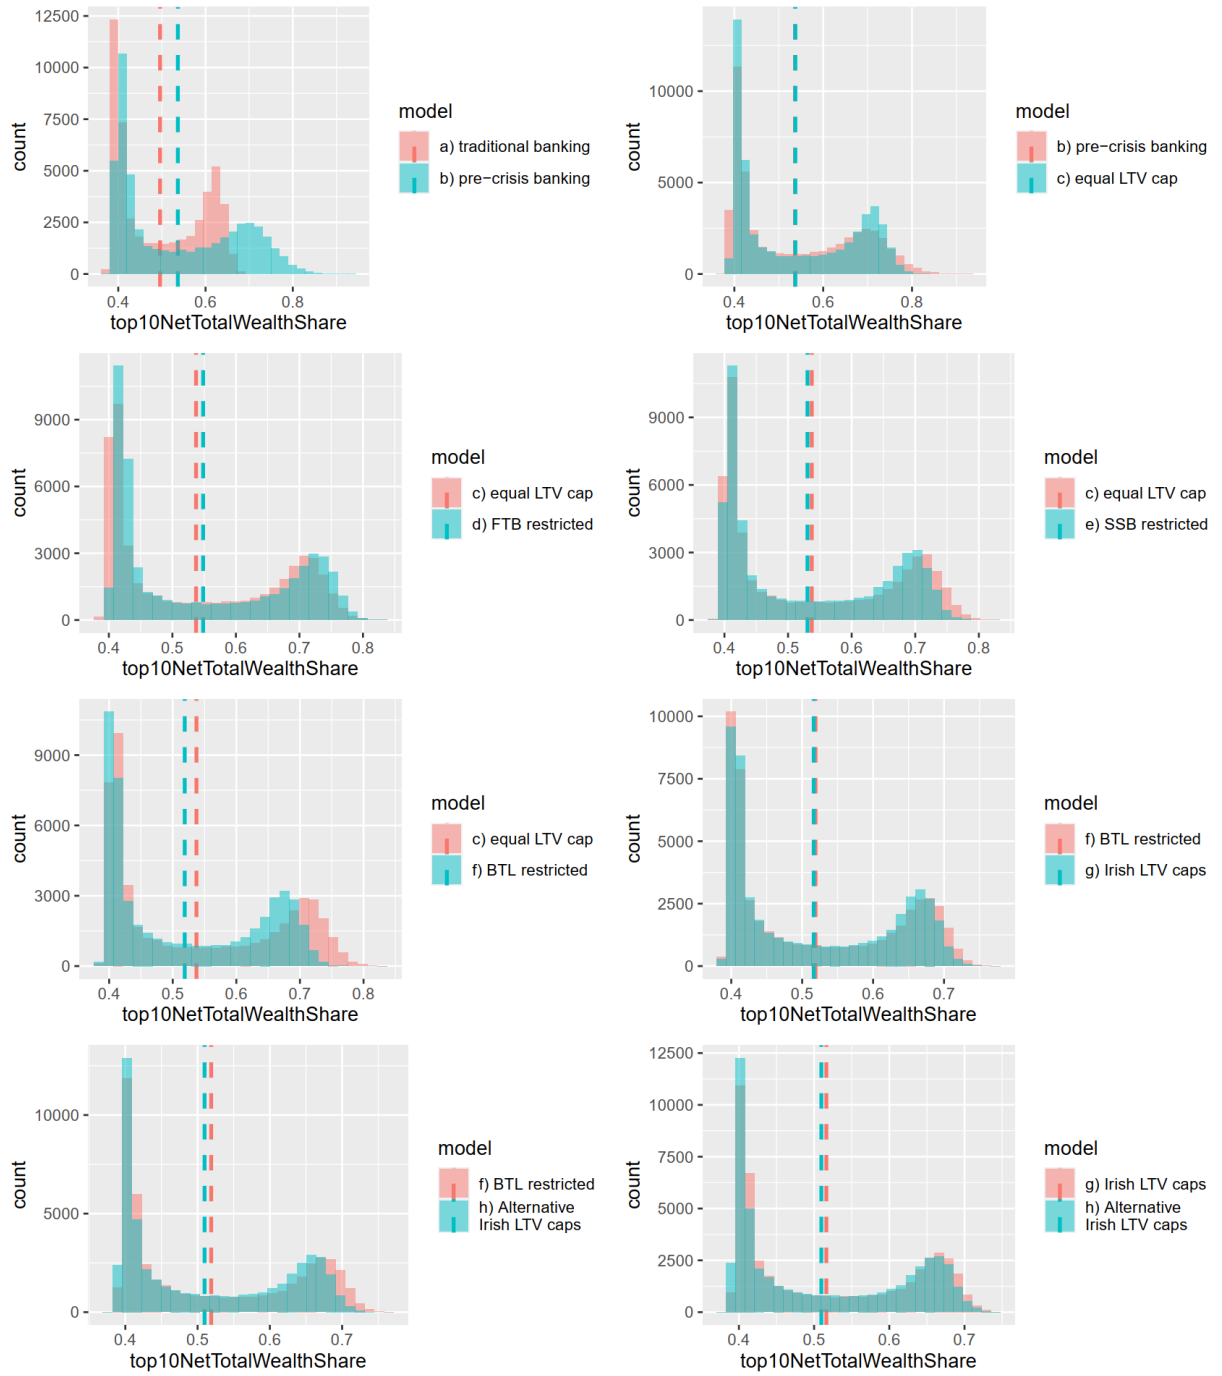 12500
10000
7500
5000
2500
0
count
0.4 0.6 0.8
top10NetTotalWealthShare
model
a) traditional banking
b) pre−crisis banking
10000
5000
0
count
0.4 0.6 0.8
top10NetTotalWealthShare
model
b) pre−crisis banking
c) equal LTV cap
9000
6000
3000
0
count
0.4 0.5 0.6 0.7 0.8
top10NetTotalWealthShare
model
c) equal LTV cap
d) FTB restricted
9000
6000
3000
0
count
0.4 0.5 0.6 0.7 0.8
top10NetTotalWealthShare
model
c) equal LTV cap
e) SSB restricted
9000
6000
3000
0
count
0.4 0.5 0.6 0.7 0.8
top10NetTotalWealthShare
model
c) equal LTV cap
f) BTL restricted
10000
7500
5000
2500
0
count
0.4 0.5 0.6 0.7
top10NetTotalWealthShare
model
f) BTL restricted
g) Irish LTV caps
10000
5000
0
count
0.4 0.5 0.6 0.7
top10NetTotalWealthShare
model
f) BTL restricted
h) Alternative
Irish LTV caps
12500
10000
7500
5000
2500
0
count
0.4 0.5 0.6 0.7
top10NetTotalWealthShare
model
g) Irish LTV caps
h) Alternative
Irish LTV caps